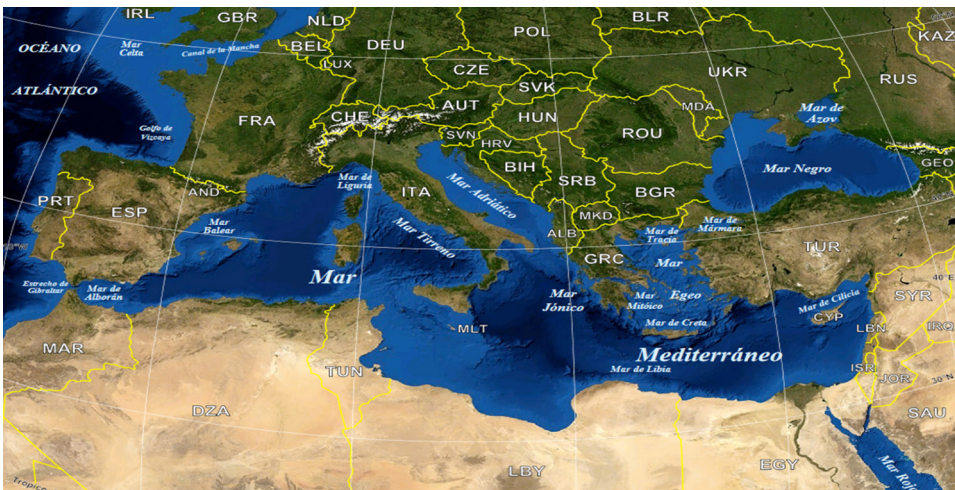 IRL
GBR
NLD
POL
BLR
KAZ
OCÉANO
Mar
Celta
Canal de la Mancha
BEL
DEU
ATLÁNTICO
LUX
CZE
UKR
RUS
SVK
FRA
CHE
AUT
HUN
MDA
Mar de
Azov
Golfo de
Vizcaya
SVN
HRV
ROU
BIH
Mar Negro
GEO
PRT
ESP
AND
Mar de
Liguria
ITA
Mar Adriático
SRB
BGR
Mar
Balear
Mar Tirreno
MKD
ALB
Mar de
Tracia
Mar de
Mármara
TUR
GRC
Mar
Egeo
Estrecho de
Gibraltar
Mar de
Alborán
Mar
Mar
Jónico
Mar
Mitóico
Mar de Creta
Mar de Cilicia
CYP
40°E
SYR
MLT
LBN
IRQ
MAR
TUN
Mediterráneo
Mar de Libia
ISR
JOR
30°N
DZA
SAU
LBY
EGY
Mar Rojo
Tropico